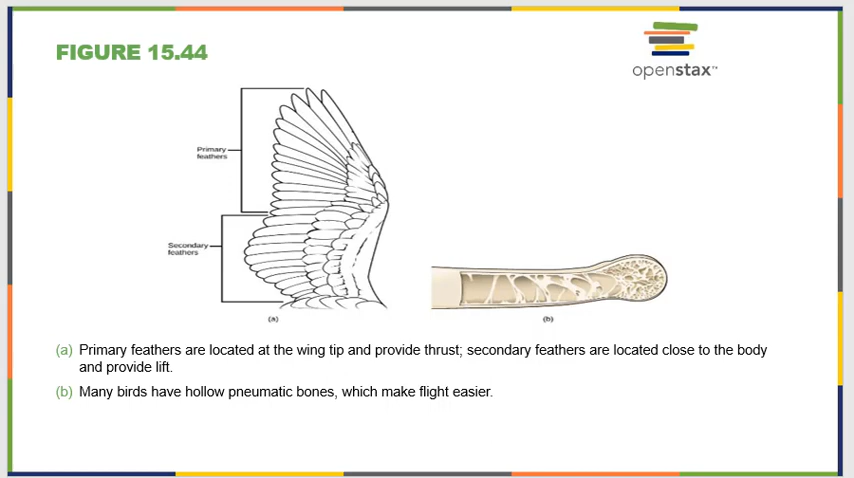 FIGURE 15.44
openstax™
Primary
feathers
Secondary
feathers
(a)
(b)
(a) Primary feathers are located at the wing tip and provide thrust; secondary feathers are located close to the body
and provide lift.
(b) Many birds have hollow pneumatic bones, which make flight easier.